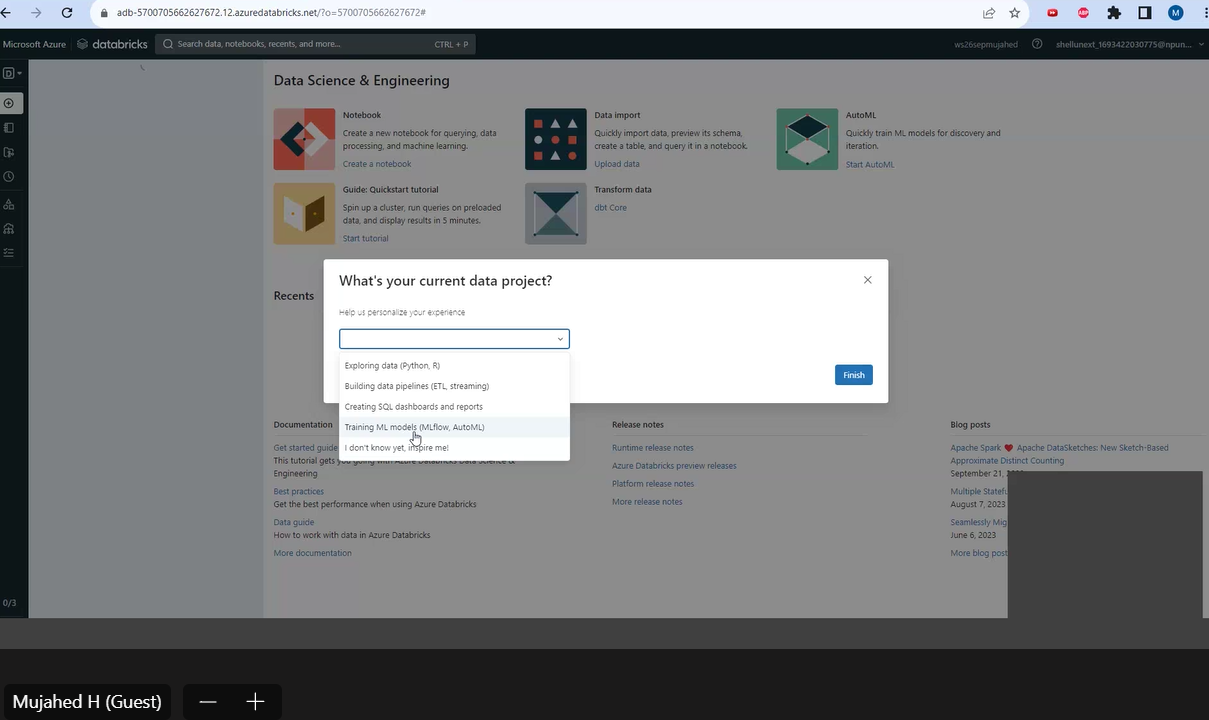 adb-5700705662627672.12.azuredatabricks.net/?o=5700705662627672#
Microsoft Azure
databricks
Search data, notebooks, recents, and more...
CTRL + P
ws26sepmujahed
shellunext_1693422030775@npun...
Data Science & Engineering
Notebook
Create a new notebook for querying, data
processing, and machine learning.
Create a notebook
Data import
Quickly import data, preview its schema,
create a table, and query it in a notebook.
Upload data
AutoML
Quickly train ML models for discovery and
iteration.
Start AutoML
Guide: Quickstart tutorial
Spin up a cluster, run queries on preloaded
data, and display results in 5 minutes.
Start tutorial
Transform data
dbt Core
Recents
What's your current data project?
Help us personalize your experience
Exploring data (Python, R)
Building data pipelines (ETL, streaming)
Creating SQL dashboards and reports
Training ML models (MLflow, AutoML)
I don't know yet, inspire me!
Finish
Documentation
Get started guide
This tutorial gets you going with Azure Databricks Data Science &
Engineering
Best practices
Get the best performance when using Azure Databricks
Data guide
How to work with data in Azure Databricks
More documentation
Release notes
Runtime release notes
Azure Databricks preview releases
Platform release notes
More release notes
Blog posts
Apache Spark ❤️ Apache DataSketches: New Sketch-Based
Approximate Distinct Counting
September 21,
Multiple Statefu
August 7, 2023
Seamlessly Mig
June 6, 2023
More blog post
0/3
Mujahed H (Guest)